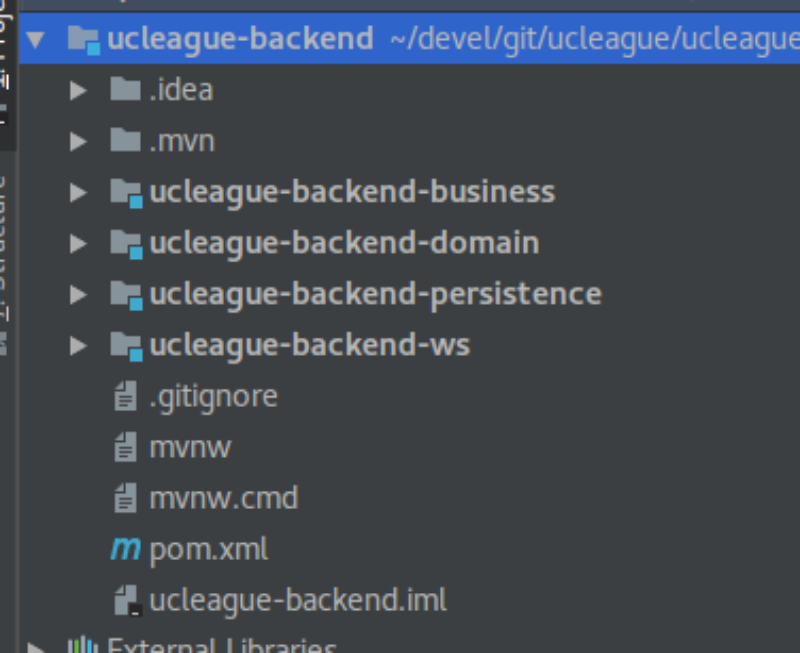 ucleague-backend ~/devel/git/ucleague/ucleague
.idea
.mvn
ucleague-backend-business
ucleague-backend-domain
ucleague-backend-persistence
ucleague-backend-ws
.gitignore
mvnw
mvnw.cmd
pom.xml
ucleague-backend.iml
External Libraries